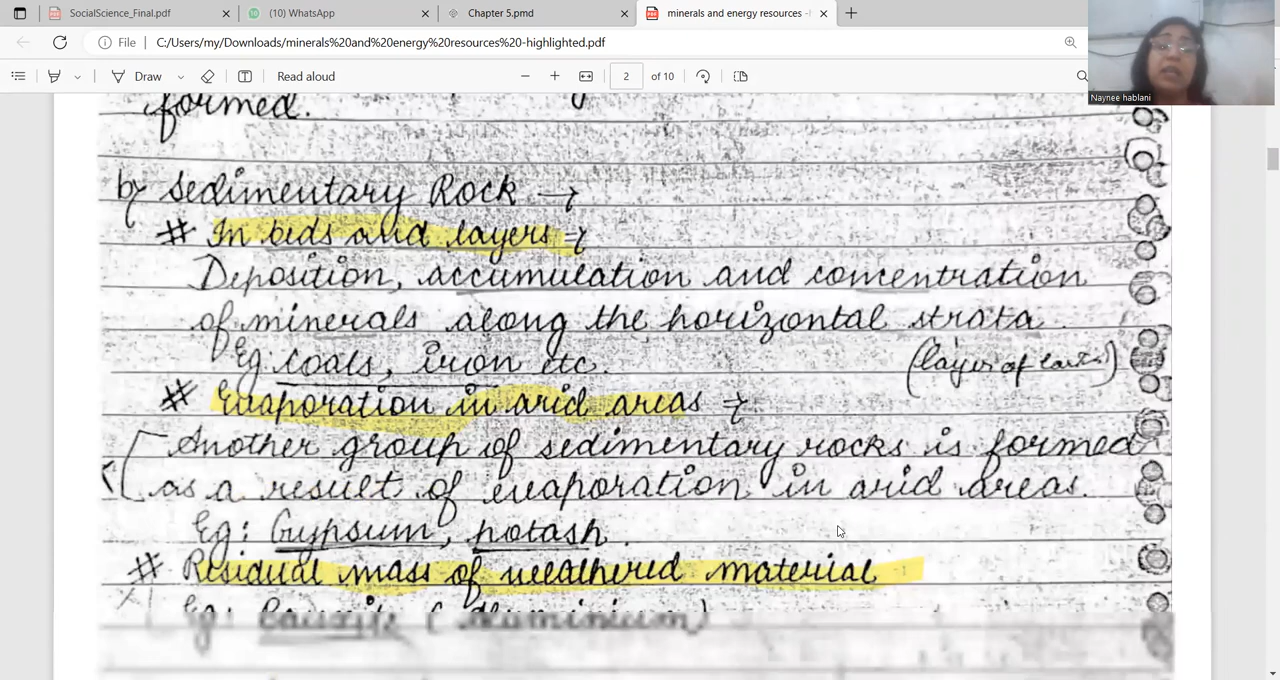 SocialScience_Final.pdf
(10) WhatsApp
Chapter 5.pmd
minerals and energy resources -
File C:/Users/my/Downloads/minerals%20and%20energy%20resources%20-highlighted.pdf
Draw
Read aloud
2 of 10
Naynee hablani
formed.
by Sedimentary Rock →
# In beds and layers →
Deposition, accumulation and concentration
of minerals along the horizontal strata.
Eg: coals, iron etc. (layer of earth)
# Evaporation in arid areas →
Another group of sedimentary rocks is formed
as a result of evaporation in arid areas.
Eg: Gypsum, potash.
# Residual mass of weathered material
Eg: Bauxite (aluminium)